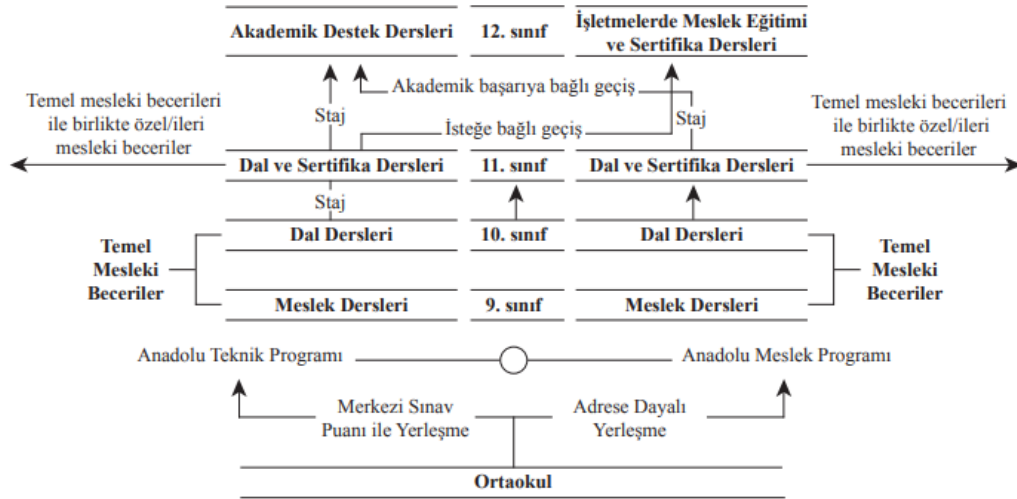 Akademik Destek Dersleri
12. sınıf
İşletmelerde Meslek Eğitimi
ve Sertifika Dersleri
Akademik başarıya bağlı geçiş
Temel mesleki becerileri
ile birlikte özel/ileri
mesleki beceriler
Staj
İsteğe bağlı geçiş
Staj
Temel mesleki becerileri
ile birlikte özel/ileri
mesleki beceriler
Dal ve Sertifika Dersleri
11. sınıf
Dal ve Sertifika Dersleri
Staj
Temel
Mesleki
Beceriler
Dal Dersleri
10. sınıf
Dal Dersleri
Temel
Mesleki
Beceriler
Meslek Dersleri
9. sınıf
Meslek Dersleri
Anadolu Teknik Programı
Anadolu Meslek Programı
Merkezi Sınav
Puanı ile Yerleşme
Adrese Dayalı
Yerleşme
Ortaokul